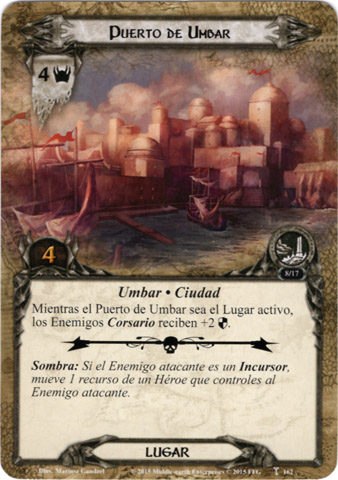 Puerto de Umbar
4
4
8/17
Umbar • Ciudad
Mientras el Puerto de Umbar sea el Lugar activo,
los Enemigos Corsario reciben +2
Sombra: Si el Enemigo atacante es un Incursor,
mueve 1 recurso de un Héroe que controles al
Enemigo atacante.
LUGAR
Illus. Mariusz Gandzel
© 2015 Middle-earth Enterprises © 2015 FFG
162